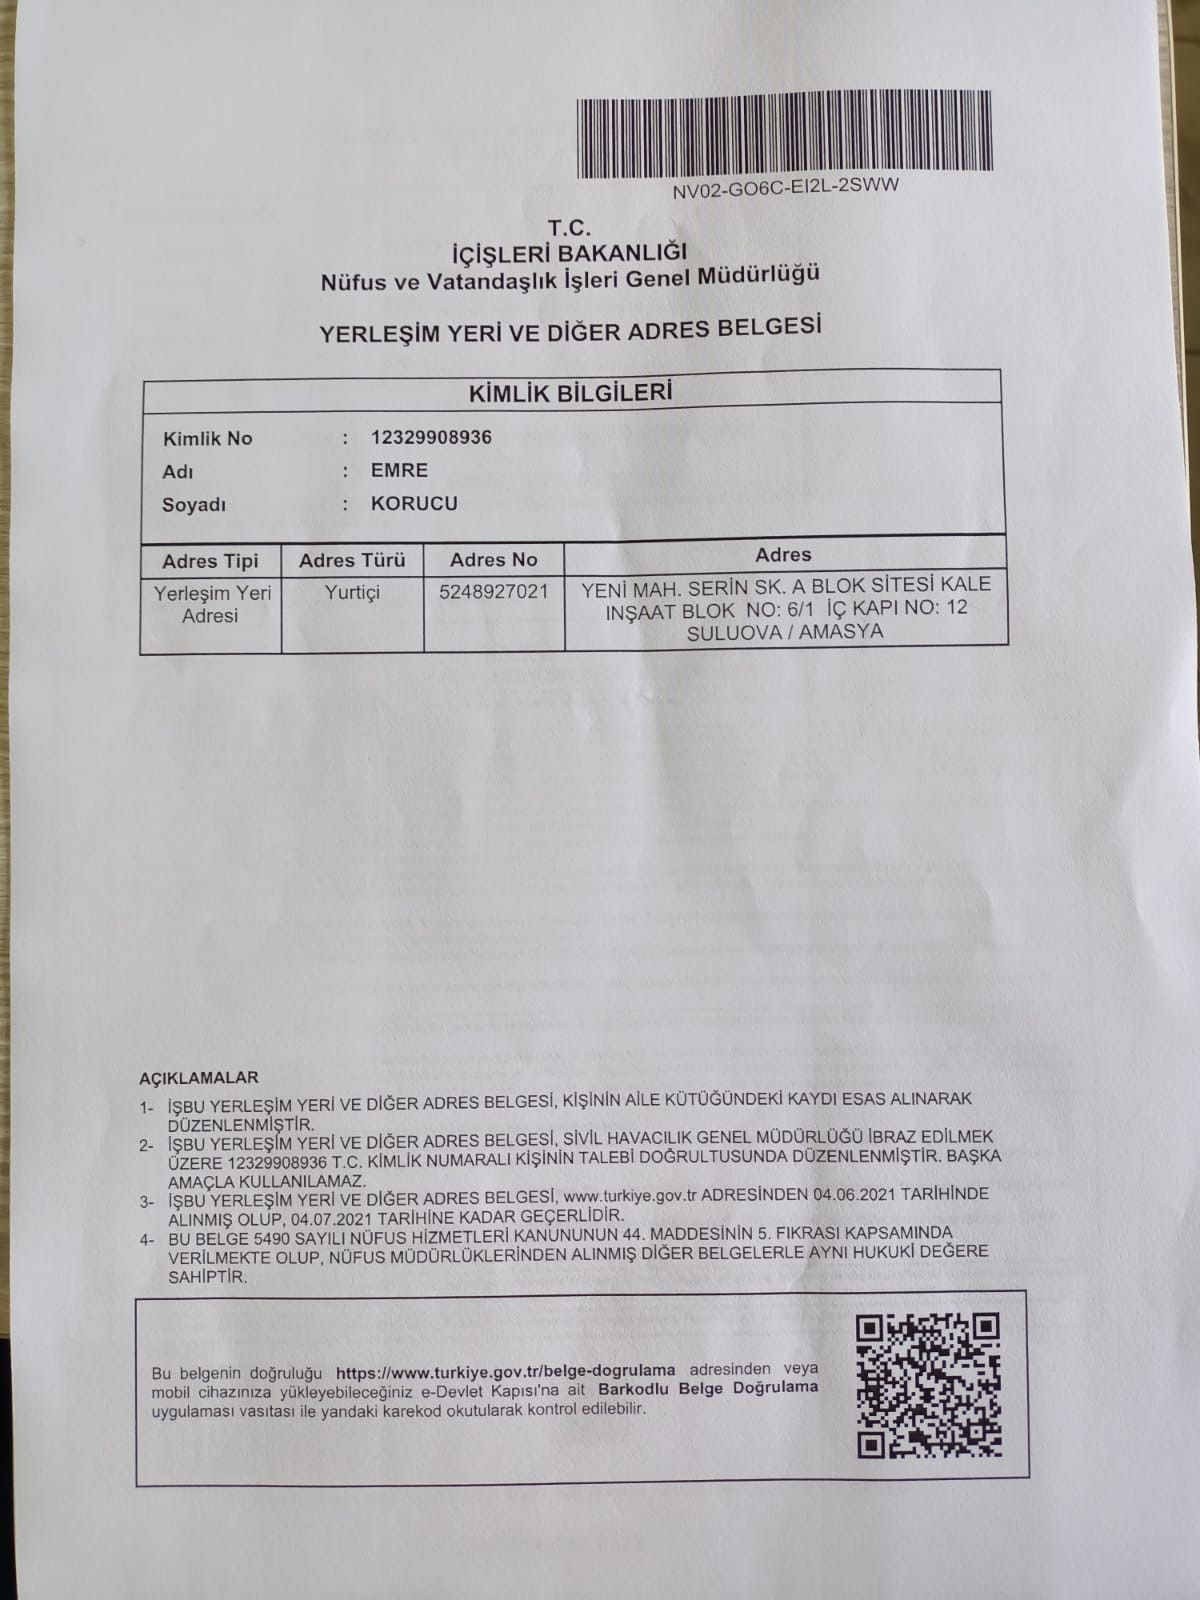 NV02-GO6C-EI2L-2SWW
T.C.
İÇİŞLERİ BAKANLIĞI
Nüfus ve Vatandaşlık İşleri Genel Müdürlüğü
YERLEŞİM YERİ VE DİĞER ADRES BELGESİ
KİMLİK BİLGİLERİ
Kimlik No : 12329908936
Adı : EMRE
Soyadı : KORUCU
Adres Tipi Adres Türü Adres No Adres
Yerleşim Yeri Yurtiçi 5248927021 YENİ MAH. SERİN SK. A BLOK SİTESİ KALE
Adresi INŞAAT BLOK NO: 6/1 İÇ KAPI NO: 12
SULUOVA / AMASYA
AÇIKLAMALAR
1- İŞBU YERLEŞİM YERİ VE DİĞER ADRES BELGESİ, KİŞİNİN AİLE KÜTÜĞÜNDEKİ KAYDI ESAS ALINARAK
DÜZENLENMİŞTİR.
2- İŞBU YERLEŞİM YERİ VE DİĞER ADRES BELGESİ, SİVİL HAVACILIK GENEL MÜDÜRLÜĞÜ İBRAZ EDİLMEK
ÜZERE 12329908936 T.C. KİMLİK NUMARALI KİŞİNİN TALEBİ DOĞRULTUSUNDA DÜZENLENMİŞTİR. BAŞKA
AMAÇLA KULLANILAMAZ.
3- İŞBU YERLEŞİM YERİ VE DİĞER ADRES BELGESİ, www.turkiye.gov.tr ADRESİNDEN 04.06.2021 TARİHİNDE
ALINMIŞ OLUP, 04.07.2021 TARİHİNE KADAR GEÇERLİDİR.
4- BU BELGE 5490 SAYILI NÜFUS HİZMETLERİ KANUNUNUN 44. MADDESİNİN 5. FIKRASI KAPSAMINDA
VERİLMEKTE OLUP, NÜFUS MÜDÜRLÜKLERİNDEN ALINMIŞ DİĞER BELGELERLE AYNI HUKUKİ DEĞERE
SAHİPTİR.
Bu belgenin doğruluğu https://www.turkiye.gov.tr/belge-dogrulama adresinden veya
mobil cihazınıza yükleyebileceğiniz e-Devlet Kapısı'na ait Barkodlu Belge Doğrulama
uygulaması vasıtası ile yandaki karekod okutularak kontrol edilebilir.